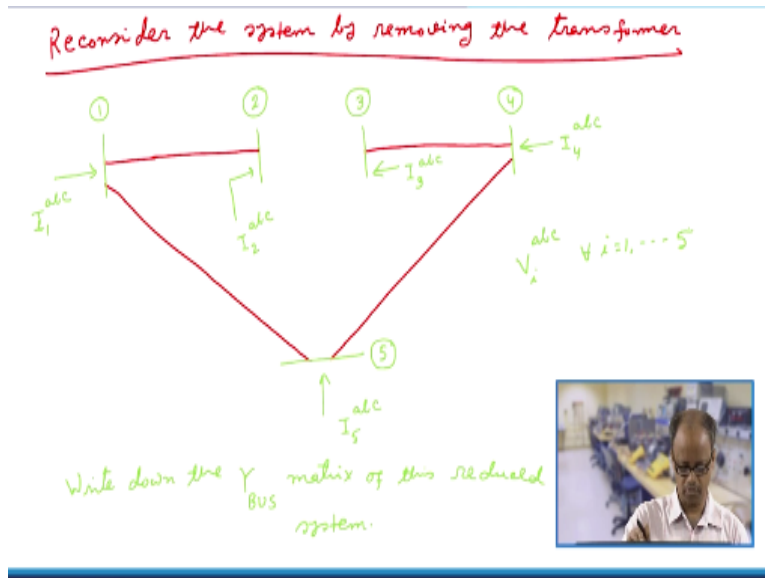 Reconsider the system by removing the transformer
1 2 3 4
I₁ᵃᵇᶜ I₂ᵃᵇᶜ I₃ᵃᵇᶜ I₄ᵃᵇᶜ
Vᵢᵃᵇᶜ ∀ i=1, ---- 5
5
I₅ᵃᵇᶜ
Write down the Y_BUS matrix of this reduced
system.